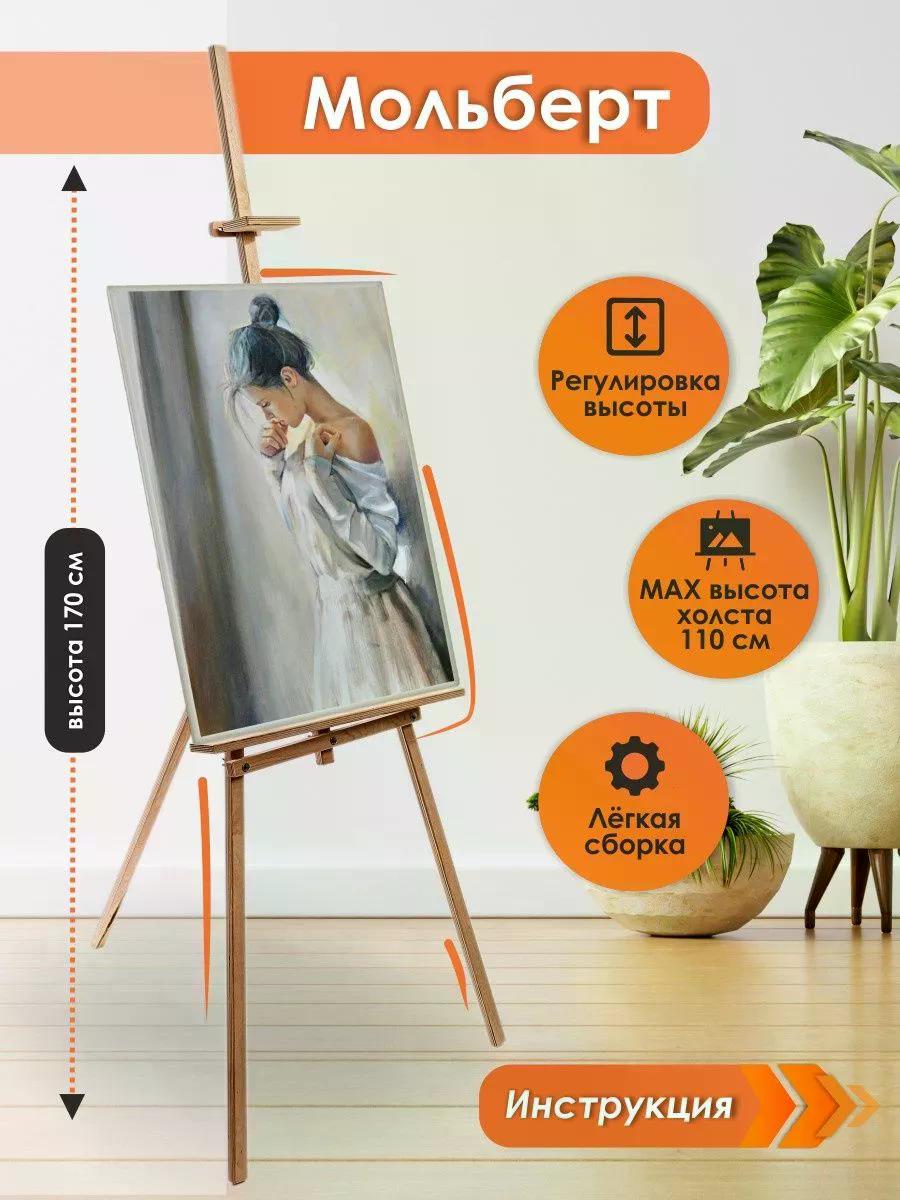 Мольберт
Регулировка
высоты
MAX высота
холста
110 см
высота 170 см
Лёгкая
сборка
Инструкция